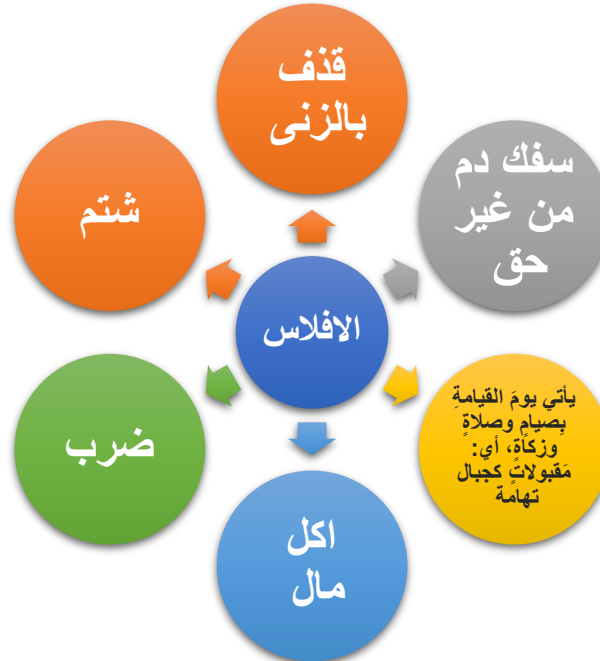 قذف
بالزنى
سفك دم
من غير
حق
شتم
الافلاس
يأتي يومَ القيامةِ
بِصيامٍ وصلاةٍ
وزكاةٍ، أي:
مَقبولاتٍ كجبال
تهامة
ضرب
اكل
مال